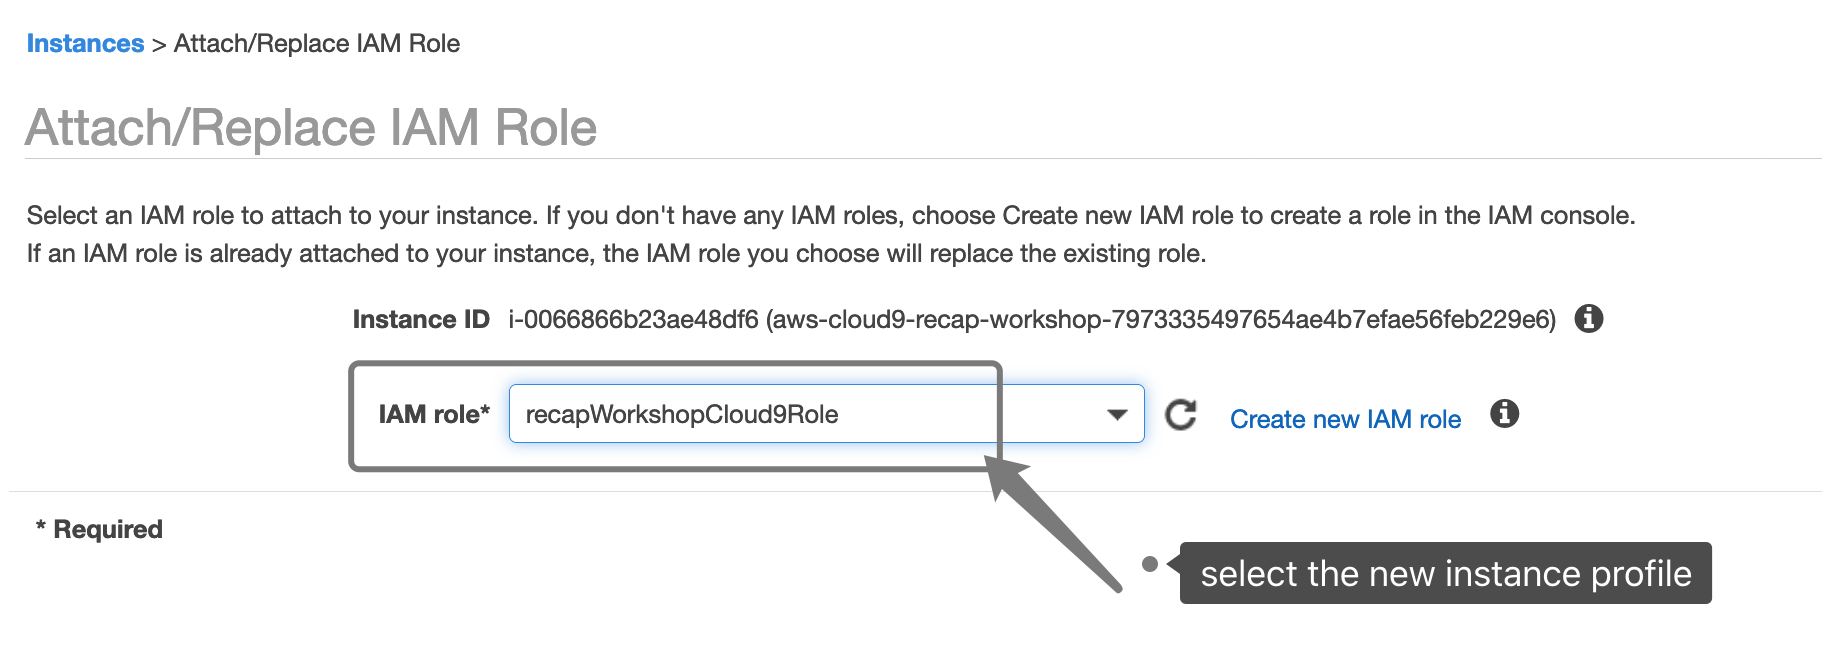 Instances > Attach/Replace IAM Role
Attach/Replace IAM Role
Select an IAM role to attach to your instance. If you don't have any IAM roles, choose Create new IAM role to create a role in the IAM console.
If an IAM role is already attached to your instance, the IAM role you choose will replace the existing role.
Instance ID i-0066866b23ae48df6 (aws-cloud9-recap-workshop-7973335497654ae4b7efae56feb229e6)
IAM role* recapWorkshopCloud9Role Create new IAM role
* Required
select the new instance profile